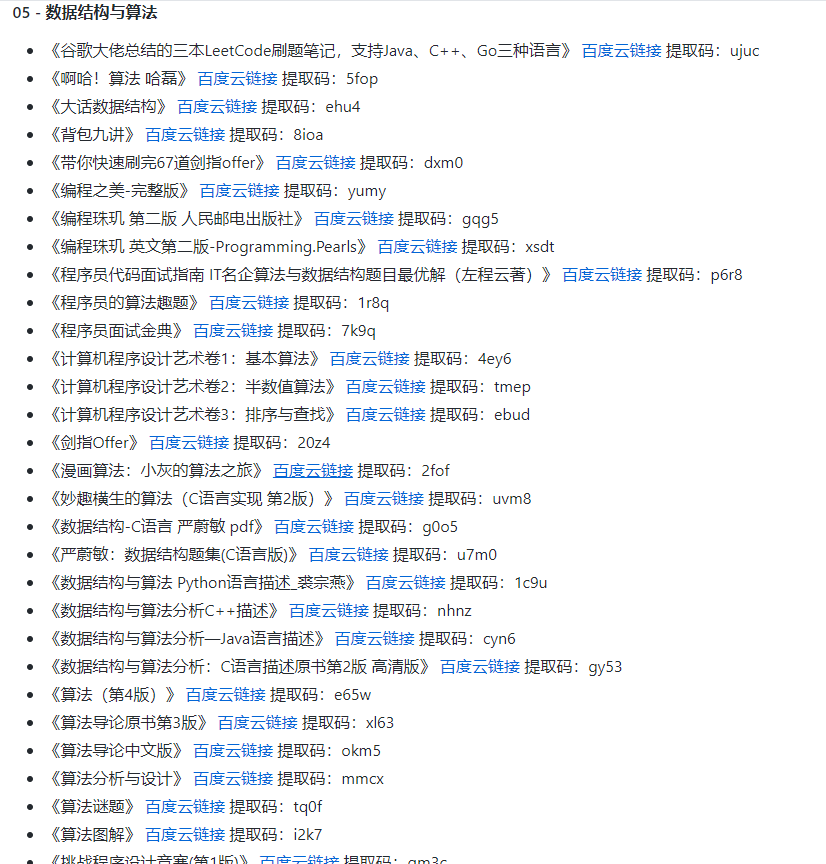 05 - 数据结构与算法
《谷歌大佬总结的三本LeetCode刷题笔记，支持Java、C++、Go三种语言》 百度云链接 提取码：ujuc
《啊哈！算法 哈磊》 百度云链接 提取码：5fop
《大话数据结构》 百度云链接 提取码：ehu4
《背包九讲》 百度云链接 提取码：8ioa
《带你快速刷完67道剑指offer》 百度云链接 提取码：dxm0
《编程之美-完整版》 百度云链接 提取码：yumy
《编程珠玑 第二版 人民邮电出版社》 百度云链接 提取码：gqg5
《编程珠玑 英文第二版-Programming.Pearls》 百度云链接 提取码：xsdt
《程序员代码面试指南 IT名企算法与数据结构题目最优解（左程云著）》 百度云链接 提取码：p6r8
《程序员的算法趣题》 百度云链接 提取码：1r8q
《程序员面试金典》 百度云链接 提取码：7k9q
《计算机程序设计艺术卷1：基本算法》 百度云链接 提取码：4ey6
《计算机程序设计艺术卷2：半数值算法》 百度云链接 提取码：tmep
《计算机程序设计艺术卷3：排序与查找》 百度云链接 提取码：ebud
《剑指Offer》 百度云链接 提取码：20z4
《漫画算法：小灰的算法之旅》 百度云链接 提取码：2fof
《妙趣横生的算法（C语言实现 第2版）》 百度云链接 提取码：uvm8
《数据结构-C语言 严蔚敏 pdf》 百度云链接 提取码：g0o5
《严蔚敏：数据结构题集(C语言版)》 百度云链接 提取码：u7m0
《数据结构与算法 Python语言描述_裘宗燕》 百度云链接 提取码：1c9u
《数据结构与算法分析C++描述》 百度云链接 提取码：nhnz
《数据结构与算法分析—Java语言描述》 百度云链接 提取码：cyn6
《数据结构与算法分析：C语言描述原书第2版 高清版》 百度云链接 提取码：gy53
《算法（第4版）》 百度云链接 提取码：e65w
《算法导论原书第3版》 百度云链接 提取码：xl63
《算法导论中文版》 百度云链接 提取码：okm5
《算法分析与设计》 百度云链接 提取码：mmcx
《算法谜题》 百度云链接 提取码：tq0f
《算法图解》 百度云链接 提取码：i2k7
《挑战程序设计竞赛(第1版)》 百度云链接 提取码：